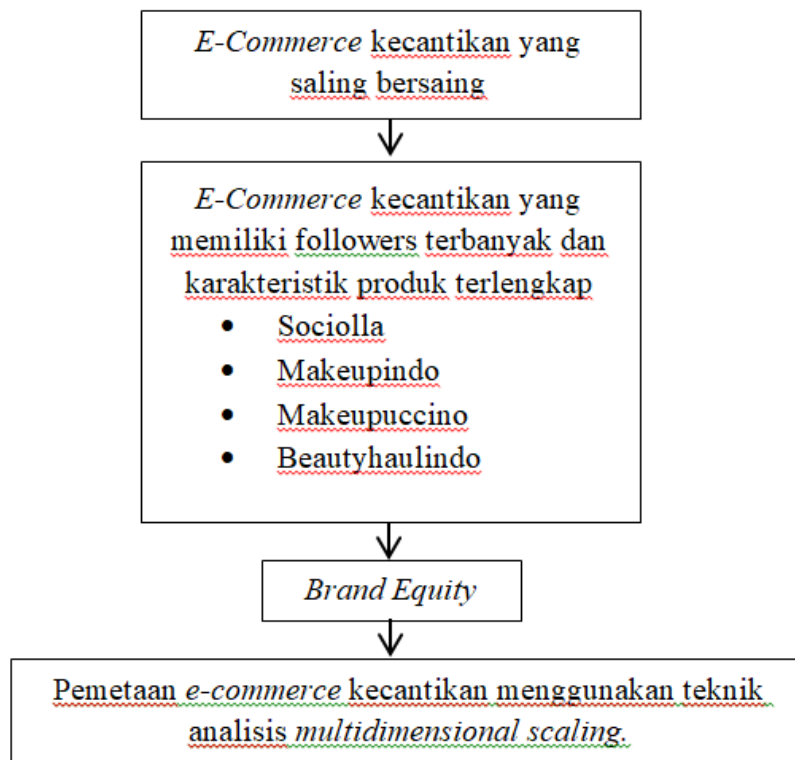 E-Commerce kecantikan yang
saling bersaing
E-Commerce kecantikan yang
memiliki followers terbanyak dan
karakteristik produk terlengkap
• Sociolla
• Makeupindo
• Makeupuccino
• Beautyhaulindo
Brand Equity
Pemetaan e-commerce kecantikan menggunakan teknik
analisis multidimensional scaling.